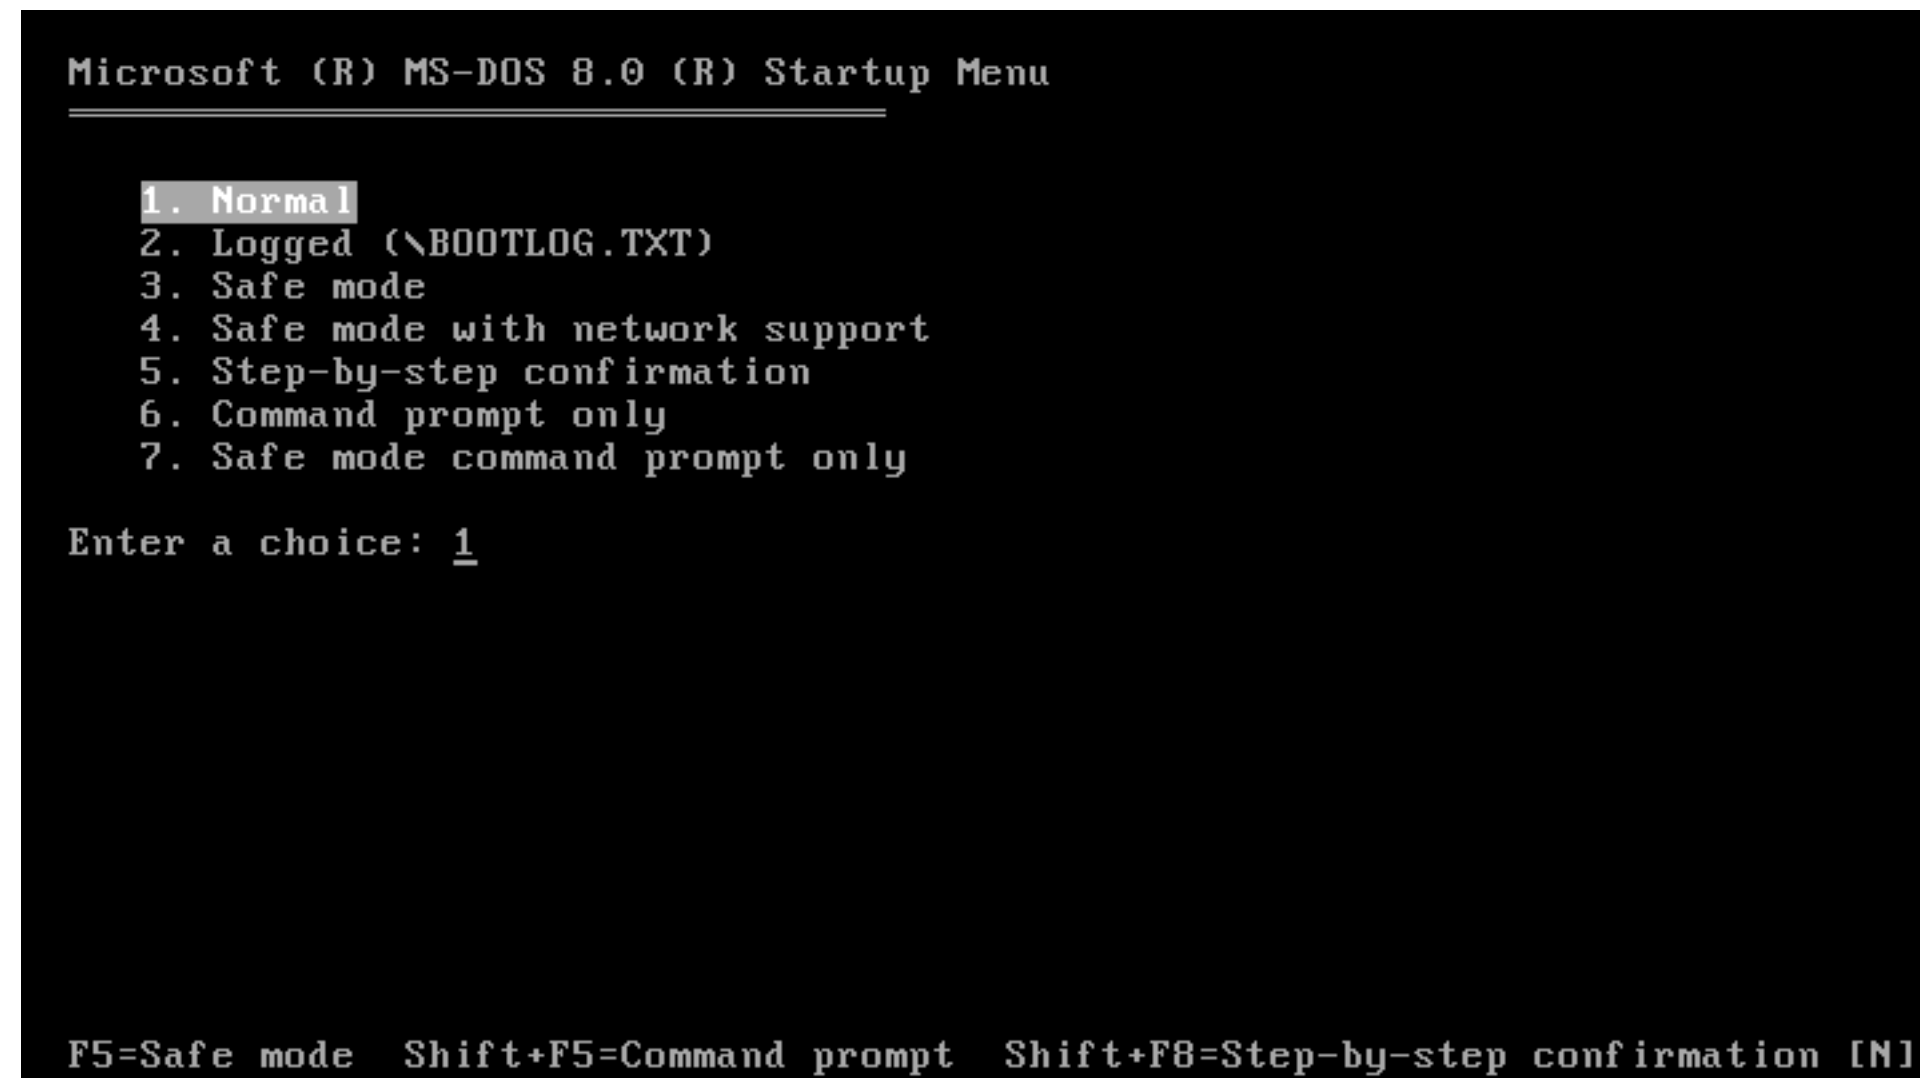 Microsoft (R) MS-DOS 8.0 (R) Startup Menu
1. Normal
2. Logged (\BOOTLOG.TXT)
3. Safe mode
4. Safe mode with network support
5. Step-by-step confirmation
6. Command prompt only
7. Safe mode command prompt only
Enter a choice: 1
F5=Safe mode  Shift+F5=Command prompt  Shift+F8=Step-by-step confirmation [N]